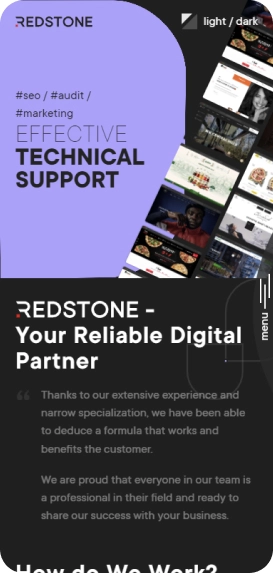 REDSTONE
light / dark
#seo / #audit /
#marketing
EFFECTIVE
TECHNICAL
SUPPORT
REDSTONE –
Your Reliable Digital
Partner
menu
“ Thanks to our extensive experience and
narrow specialization, we have been able
to deduce a formula that works and
benefits the customer.
We are proud that everyone in our team is
a professional in their field and ready to
share our success with your business.
How do We Work?